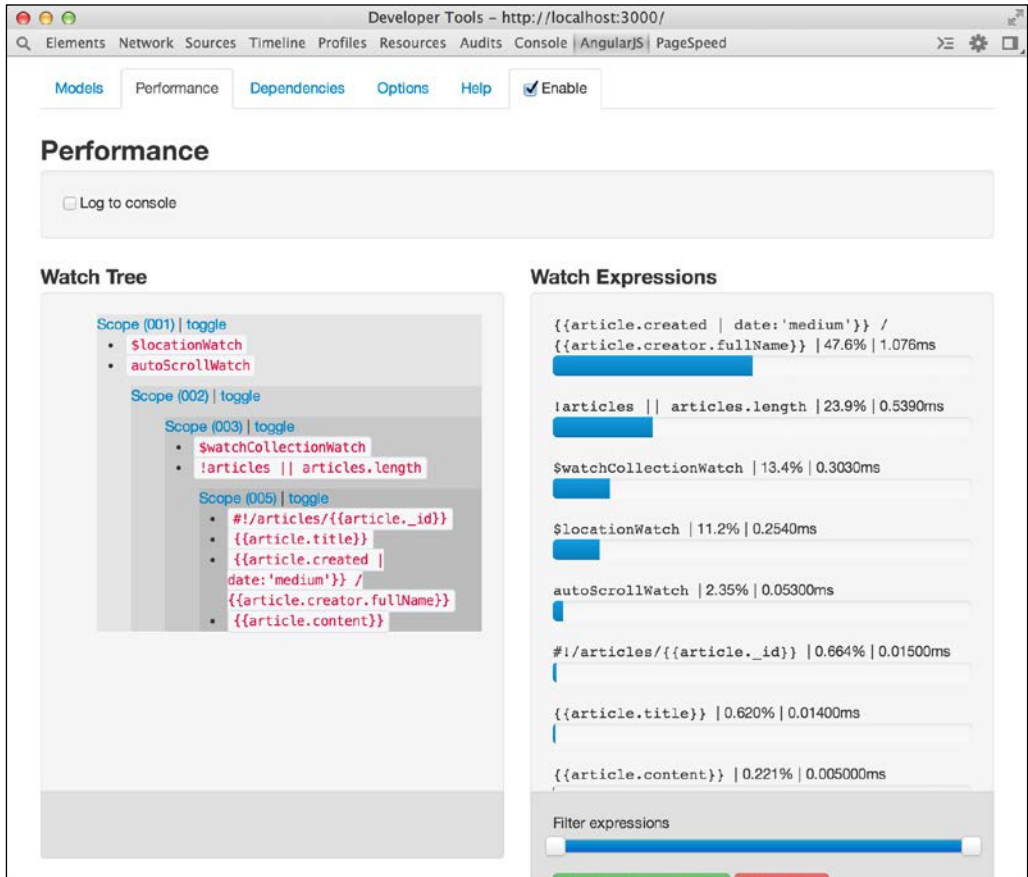 Developer Tools – http://localhost:3000/
Elements Network Sources Timeline Profiles Resources Audits Console AngularJS PageSpeed
Models Performance Dependencies Options Help Enable
Performance
Log to console
Watch Tree
Scope (001) | toggle
$locationWatch
autoScrollWatch
Scope (002) | toggle
Scope (003) | toggle
$watchCollectionWatch
!articles || articles.length
Scope (005) | toggle
#!/articles/{{article._id}}
{{article.title}}
{{article.created |
date:'medium'}} /
{{article.creator.fullName}}
{{article.content}}
Watch Expressions
{{article.created | date:'medium'}} /
{{article.creator.fullName}} | 47.6% | 1.076ms
!articles || articles.length | 23.9% | 0.5390ms
$watchCollectionWatch | 13.4% | 0.3030ms
$locationWatch | 11.2% | 0.2540ms
autoScrollWatch | 2.35% | 0.05300ms
#!/articles/{{article._id}} | 0.664% | 0.01500ms
{{article.title}} | 0.620% | 0.01400ms
{{article.content}} | 0.221% | 0.005000ms
Filter expressions